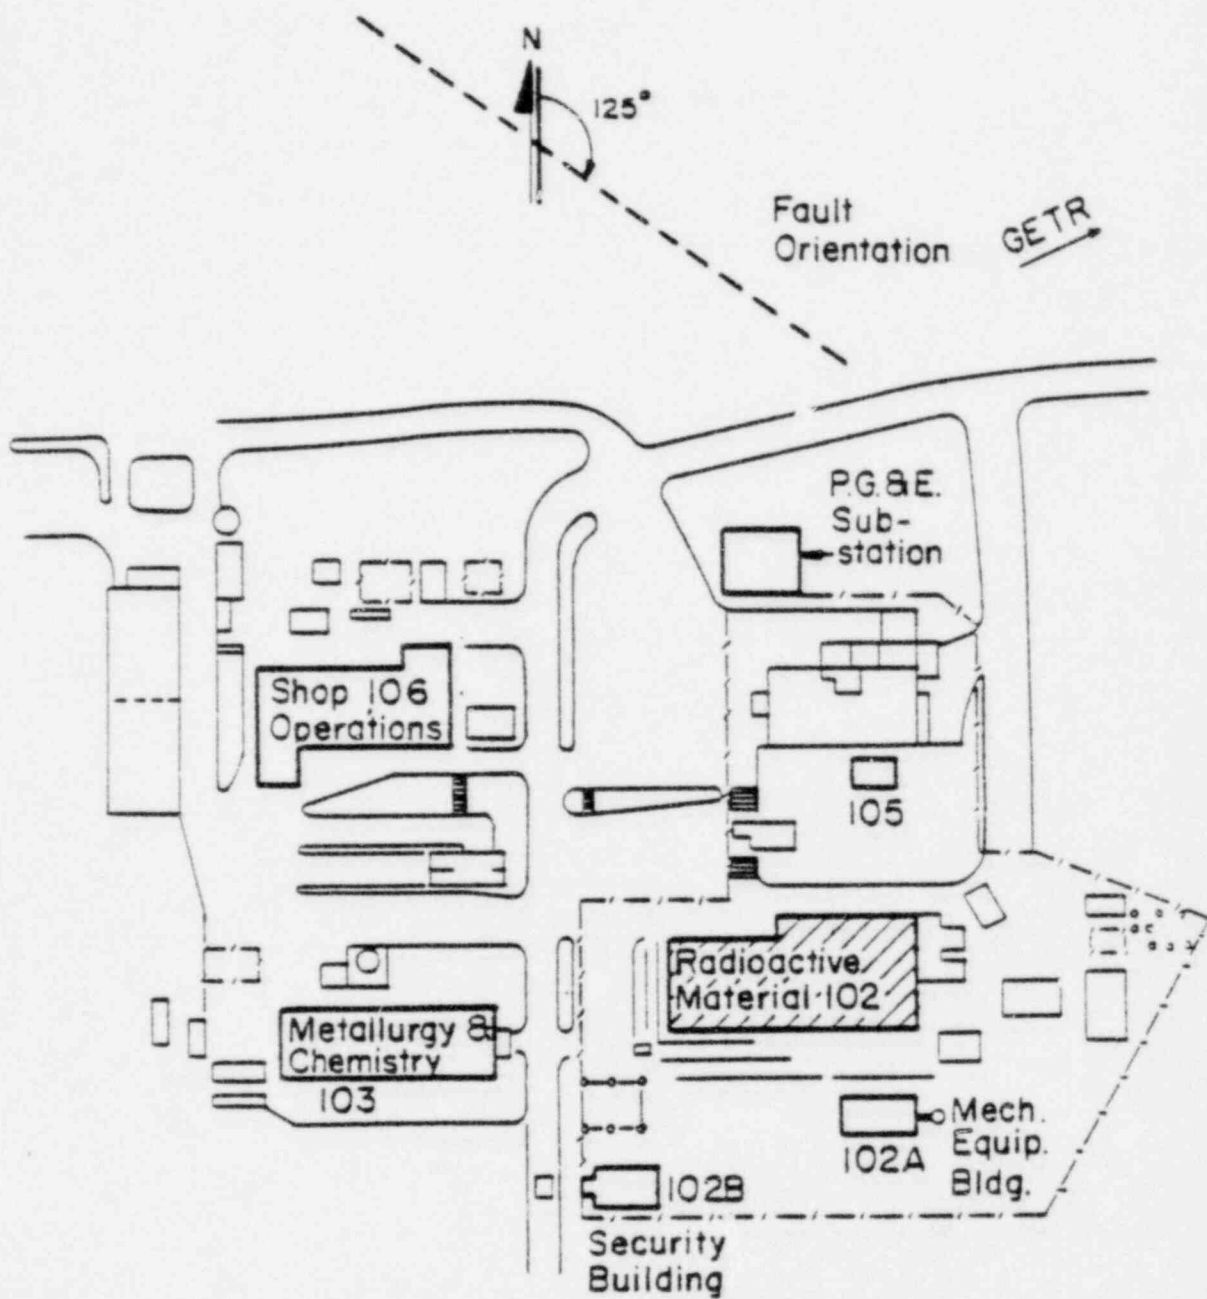 N
125°
Fault
Orientation
GETR
P.G.&E.
Sub-
station
Shop 106
Operations
105
Radioactive
Material·102
Metallurgy &
Chemistry
103
Mech.
Equip.
Bldg.
102A
102B
Security
Building